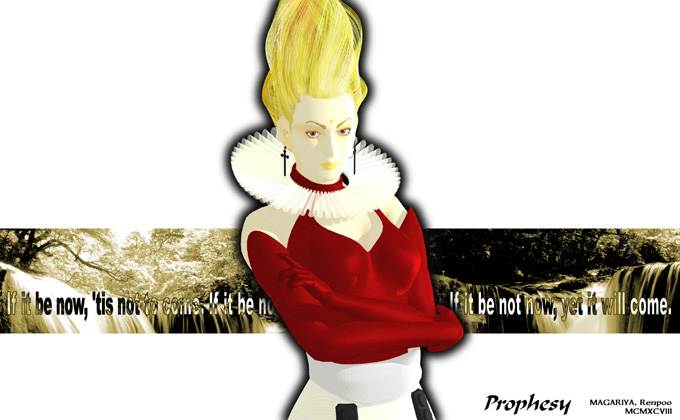 If it be now, 'tis not to come. If it be no If it be not now, yet it will come.
Prophesy
MAGARIYA, Renpoo
MCMXCVIII